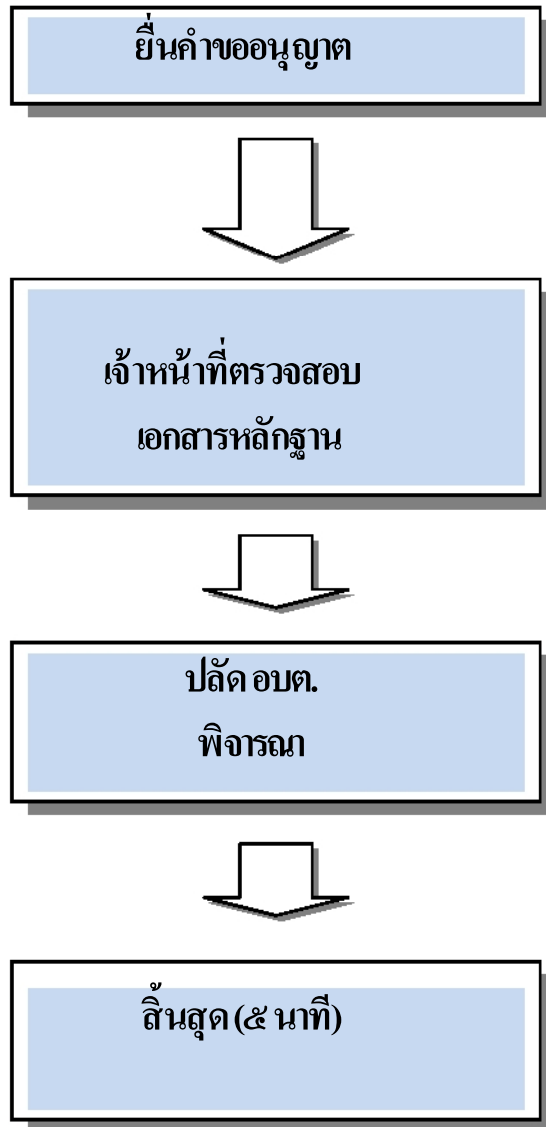 ยื่นคำขออนุญาต
เจ้าหน้าที่ตรวจสอบ
เอกสารหลักฐาน
ปลัด อบต.
พิจารณา
สิ้นสุด (๕ นาที)